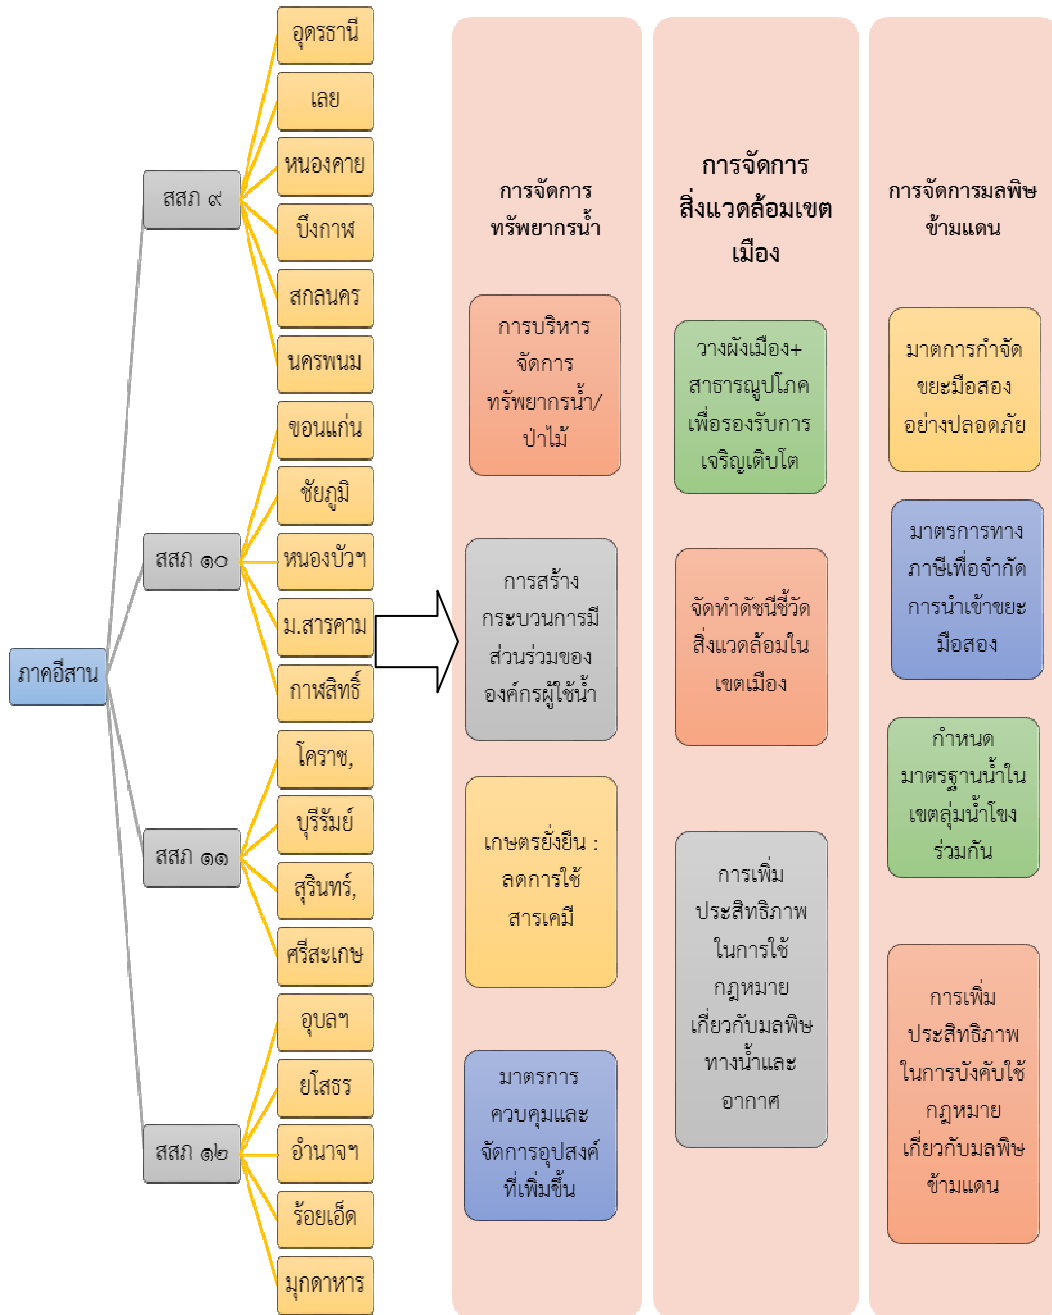 ภาคอีสาน
สสภ ๙
อุดรธานี
เลย
หนองคาย
บึงกาฬ
สกลนคร
นครพนม
สสภ ๑๐
ขอนแก่น
ชัยภูมิ
หนองบัวฯ
ม.สารคาม
กาฬสิทธิ์
สสภ ๑๑
โคราช,
บุรีรัมย์
สุรินทร์,
ศรีสะเกษ
สสภ ๑๒
อุบลฯ
ยโสธร
อำนาจฯ
ร้อยเอ็ด
มุกดาหาร
การจัดการ
ทรัพยากรน้ำ
การบริหาร
จัดการ
ทรัพยากรน้ำ/
ป่าไม้
การสร้าง
กระบวนการมี
ส่วนร่วมของ
องค์กรผู้ใช้น้ำ
เกษตรยั่งยืน :
ลดการใช้
สารเคมี
มาตรการ
ควบคุมและ
จัดการอุปสงค์
ที่เพิ่มขึ้น
การจัดการ
สิ่งแวดล้อมเขต
เมือง
วางผังเมือง+
สาธารณูปโภค
เพื่อรองรับการ
เจริญเติบโต
จัดทำดัชนีชี้วัด
สิ่งแวดล้อมใน
เขตเมือง
การเพิ่ม
ประสิทธิภาพ
ในการใช้
กฎหมาย
เกี่ยวกับมลพิษ
ทางน้ำและ
อากาศ
การจัดการมลพิษ
ข้ามแดน
มาตการกำจัด
ขยะมือสอง
อย่างปลอดภัย
มาตรการทาง
ภาษีเพื่อจำกัด
การนำเข้าขยะ
มือสอง
กำหนด
มาตรฐานน้ำใน
เขตลุ่มน้ำโขง
ร่วมกัน
การเพิ่ม
ประสิทธิภาพ
ในการบังคับใช้
กฎหมาย
เกี่ยวกับมลพิษ
ข้ามแดน